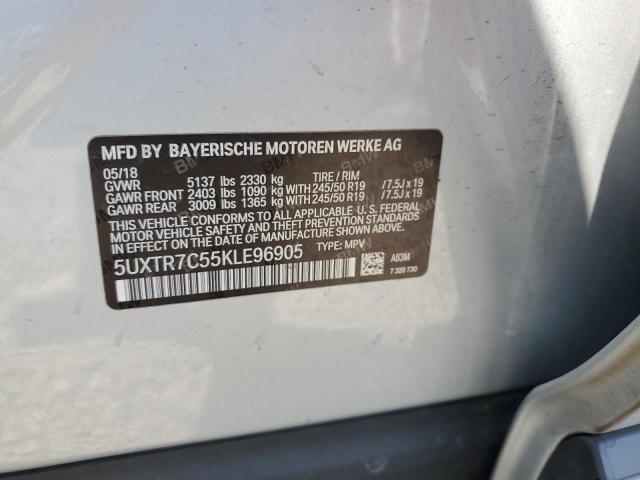 MFD BY BAYERISCHE MOTOREN WERKE AG
05/18
GVWR 5137 lbs 2330 kg TIRE / RIM
GAWR FRONT 2403 lbs 1090 kg WITH 245/50 R19 /7.5J x 19
GAWR REAR 3009 lbs 1365 kg WITH 245/50 R19 /7.5J x 19
THIS VEHICLE CONFORMS TO ALL APPLICABLE U. S. FEDERAL
MOTOR VEHICLE SAFETY, BUMPER, AND THEFT PREVENTION
STANDARDS IN EFFECT ON THE DATE OF MANUFACTURE SHOWN ABOVE.
5UXTR7C55KLE96905 TYPE: MPV
A83M
7 320 730